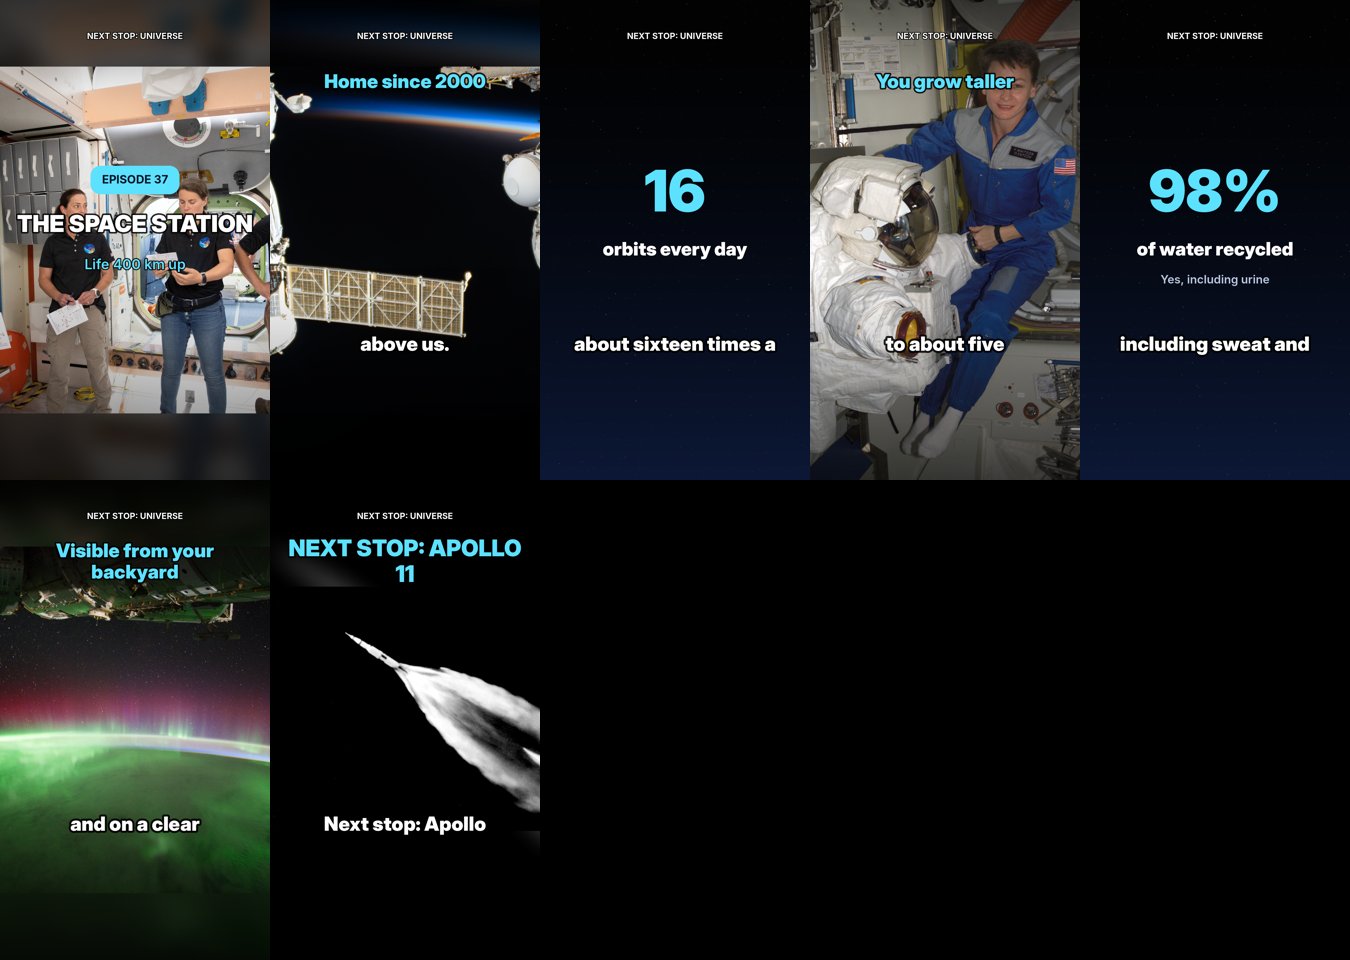 NEXT STOP: UNIVERSE
EPISODE 37
THE SPACE STATION
Life 400 km up
NEXT STOP: UNIVERSE
Home since 2000
above us.
NEXT STOP: UNIVERSE
16
orbits every day
about sixteen times a
NEXT STOP: UNIVERSE
You grow taller
to about five
NEXT STOP: UNIVERSE
98%
of water recycled
Yes, including urine
including sweat and
NEXT STOP: UNIVERSE
Visible from your
backyard
and on a clear
NEXT STOP: UNIVERSE
NEXT STOP: APOLLO
11
Next stop: Apollo